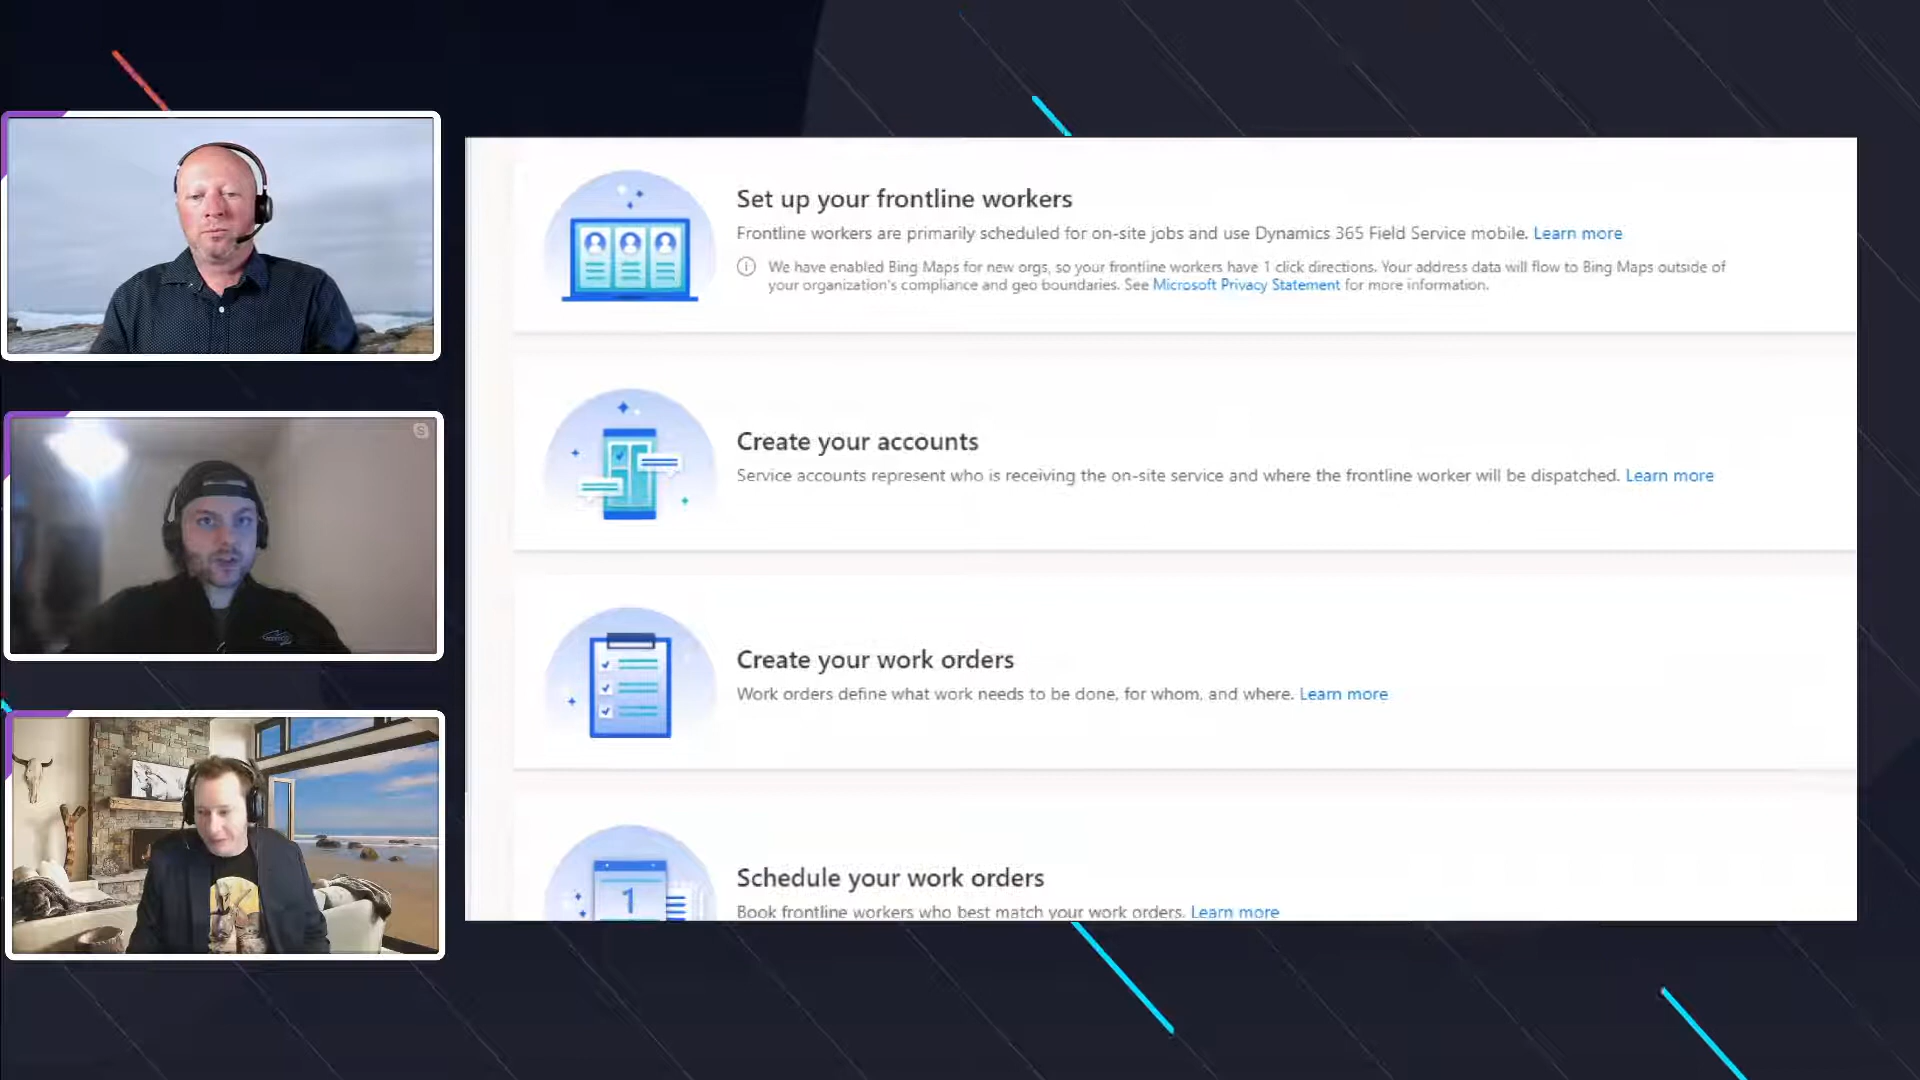 Set up your frontline workers
Frontline workers are primarily scheduled for on-site jobs and use Dynamics 365 Field Service mobile. Learn more
We have enabled Bing Maps for new orgs, so your frontline workers have 1 click directions. Your address data will flow to Bing Maps outside of
your organization's compliance and geo boundaries. See Microsoft Privacy Statement for more information.
Create your accounts
Service accounts represent who is receiving the on-site service and where the frontline worker will be dispatched. Learn more
Create your work orders
Work orders define what work needs to be done, for whom, and where. Learn more
Schedule your work orders
1
Book frontline workers who best match your work orders. Learn more